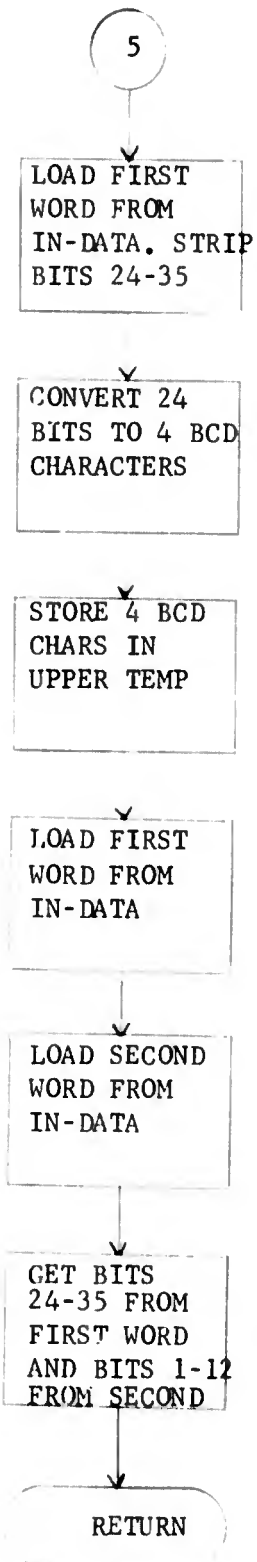 5
LOAD FIRST
WORD FROM
IN-DATA. STRIP
BITS 24-35
CONVERT 24
BITS TO 4 BCD
CHARACTERS
STORE 4 BCD
CHARS IN
UPPER TEMP
LOAD FIRST
WORD FROM
IN-DATA
LOAD SECOND
WORD FROM
IN-DATA
GET BITS
24-35 FROM
FIRST WORD
AND BITS 1-12
FROM SECOND
RETURN